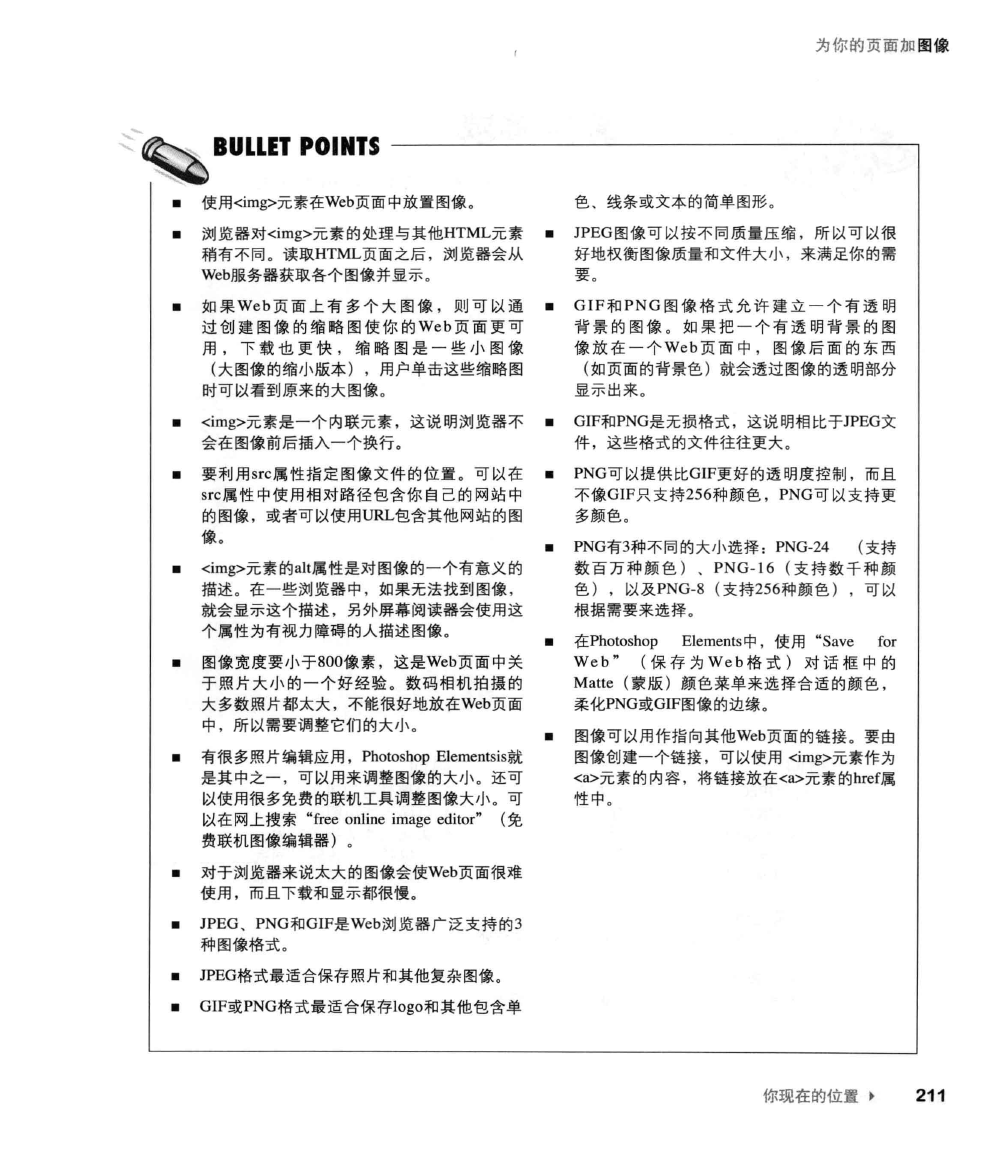 为你的页面加图像
BULLET POINTS
■ 使用<img>元素在Web页面中放置图像。
■ 浏览器对<img>元素的处理与其他HTML元素
稍有不同。读取HTML页面之后，浏览器会从
Web服务器获取各个图像并显示。
■ 如果Web页面上有多个大图像，则可以通
过创建图像的缩略图使你的Web页面更可
用，下载也更快，缩略图是一些小图像
（大图像的缩小版本），用户单击这些缩略图
时可以看到原来的大图像。
■ <img>元素是一个内联元素，这说明浏览器不
会在图像前后插入一个换行。
■ 要利用src属性指定图像文件的位置。可以在
src属性中使用相对路径包含你自己的网站中
的图像，或者可以使用URL包含其他网站的图
像。
■ <img>元素的alt属性是对图像的一个有意义的
描述。在一些浏览器中，如果无法找到图像，
就会显示这个描述，另外屏幕阅读器会使用这
个属性为有视力障碍的人描述图像。
■ 图像宽度要小于800像素，这是Web页面中关
于照片大小的一个好经验。数码相机拍摄的
大多数照片都太大，不能很好地放在Web页面
中，所以需要调整它们的大小。
■ 有很多照片编辑应用，Photoshop Elementsis就
是其中之一，可以用来调整图像的大小。还可
以使用很多免费的联机工具调整图像大小。可
以在网上搜索“free online image editor”（免
费联机图像编辑器）。
■ 对于浏览器来说太大的图像会使Web页面很难
使用，而且下载和显示都很慢。
■ JPEG、PNG和GIF是Web浏览器广泛支持的3
种图像格式。
■ JPEG格式最适合保存照片和其他复杂图像。
■ GIF或PNG格式最适合保存logo和其他包含单
色、线条或文本的简单图形。
■ JPEG图像可以按不同质量压缩，所以可以很
好地权衡图像质量和文件大小，来满足你的需
要。
■ GIF和PNG图像格式允许建立一个有透明
背景的图像。如果把一个有透明背景的图
像放在一个Web页面中，图像后面的东西
（如页面的背景色）就会透过图像的透明部分
显示出来。
■ GIF和PNG是无损格式，这说明相比于JPEG文
件，这些格式的文件往往更大。
■ PNG可以提供比GIF更好的透明度控制，而且
不像GIF只支持256种颜色，PNG可以支持更
多颜色。
■ PNG有3种不同的大小选择：PNG-24 （支持
数百万种颜色）、PNG-16（支持数千种颜
色），以及PNG-8（支持256种颜色），可以
根据需要来选择。
■ 在Photoshop Elements中，使用“Save for
Web”（保存为Web格式）对话框中的
Matte（蒙版）颜色菜单来选择合适的颜色，
柔化PNG或GIF图像的边缘。
■ 图像可以用作指向其他Web页面的链接。要由
图像创建一个链接，可以使用 <img>元素作为
<a>元素的内容，将链接放在<a>元素的href属
性中。
你现在的位置 ▶ 211